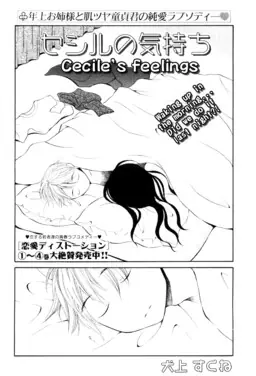 年上お姉様と肌ツヤ童貞君の純愛ラプソディー
セシルの気持ち
Cecile's feelings
Waking up in
the morning...
Did we do it
last night?
恋愛ディストーション
①〜④巻大絶賛発売中!!
犬上すくね